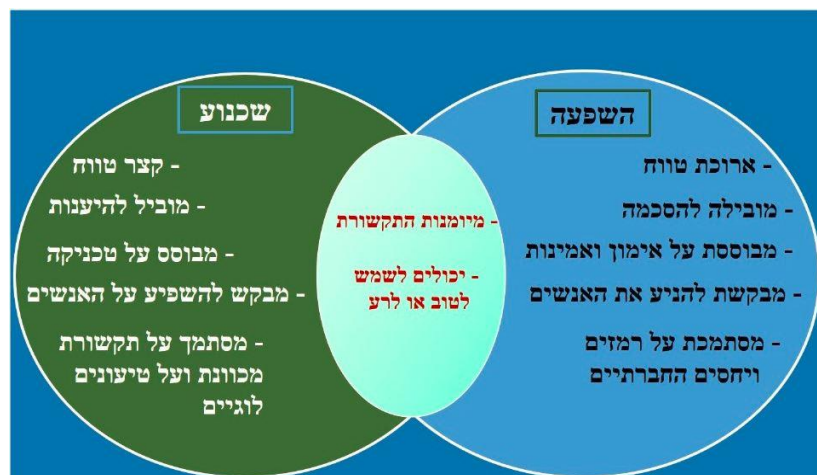 השפעה
- ארוכת טווח
- מובילה להסכמה
- מבוססת על אימון ואמינות
- מבקשת להניע את האנשים
- מסתמכת על רמזים
ויחסים החברתיים
- מיומנות התקשורת
- יכולים לשמש
לטוב או לרע
שכנוע
- קצר טווח
- מוביל להיענות
- מבוסס על טכניקה
- מבקש להשפיע על האנשים
- מסתמך על תקשורת
מכוונת ועל טיעונים
לוגיים